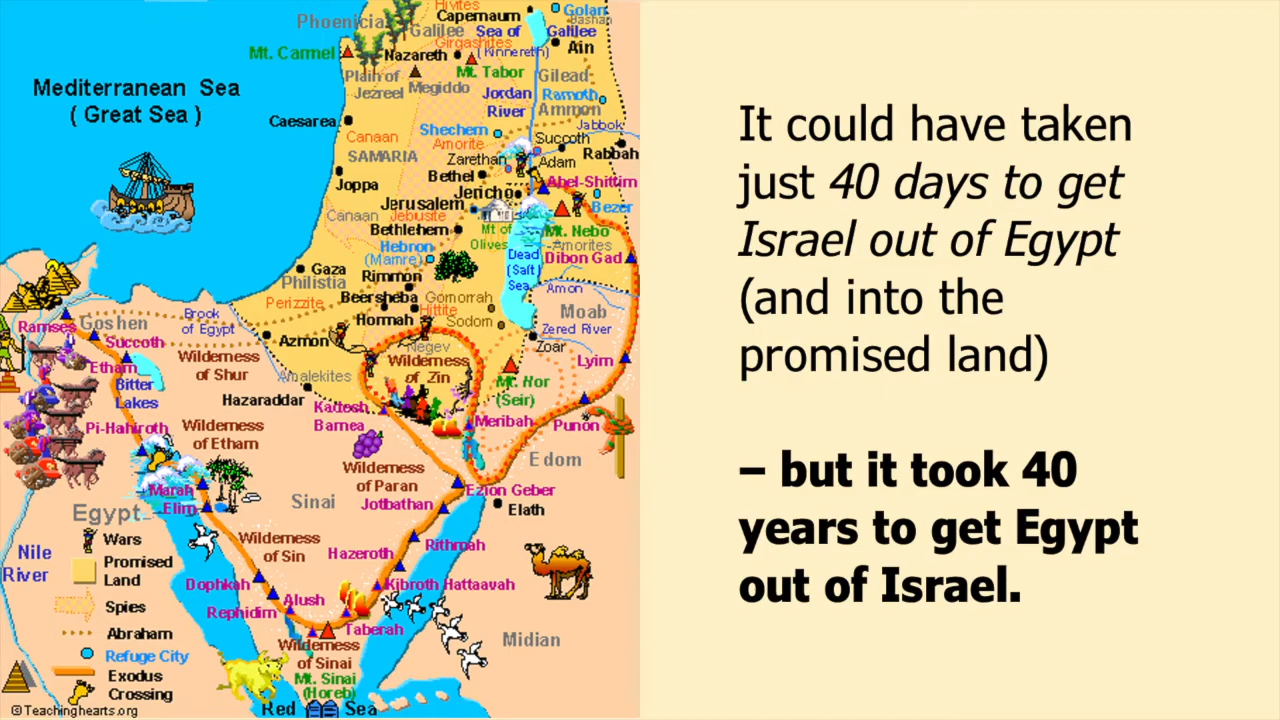 Hivites
Golan
Phoenicia
Capernaum
Bashan
Galilee
Sea of
Galilee
Girgashites
(Kinnereth)
Ain
Mt. Carmel
Nazareth
Mt. Tabor
Gilead
Plain of
Jezreel
Megiddo
Mediterranean Sea
( Great Sea )
Jordan
River
Ramoth
Ammon
Caesarea
Canaan
Shechem
Jabbok
Amorite
Succoth
SAMARIA
Zarethan
Adam
Rabbah
Bethel
Joppa
Jericho
Abel-Shittim
Jerusalem
Bezer
Canaan
Jebusite
Bethlehem
Mt of
Olives
Mt. Nebo
Hebron
(Mamre)
Amorites
Dead
(Salt)
Sea
Dibon Gad
Gaza
Rimmon
Philistia
Arnon
Perizzite
Beersheba
Gomorrah
Hittite
Moab
Ramses
Goshen
Brook
of Egypt
Hormah
Sodom
Zered River
Succoth
Azmon
Negev
Zoar
Etham
Wilderness
of Shur
Wilderness
of Zin
Lyim
Bitter
Lakes
Amalekites
Mt. Hor
(Seir)
Hazaraddar
Kadesh
Barnea
Pi-Hahiroth
Wilderness
of Etham
Meribah
Punon
Wilderness
of Paran
Edom
Marah
Elim
Sinai
Jotbathah
Ezion Geber
Elath
Egypt
Wars
Wilderness
of Sin
Hazeroth
Rithmah
Nile
River
Promised
Land
Dophkah
Kibroth Hattaavah
Spies
Alush
Rephidim
Abraham
Taberah
Midian
Refuge City
Wilderness
of Sinai
Exodus
Mt. Sinai
(Horeb)
Crossing
Red Sea
© Teachinghearts.org
It could have taken
just 40 days to get
Israel out of Egypt
(and into the
promised land)
– but it took 40
years to get Egypt
out of Israel.